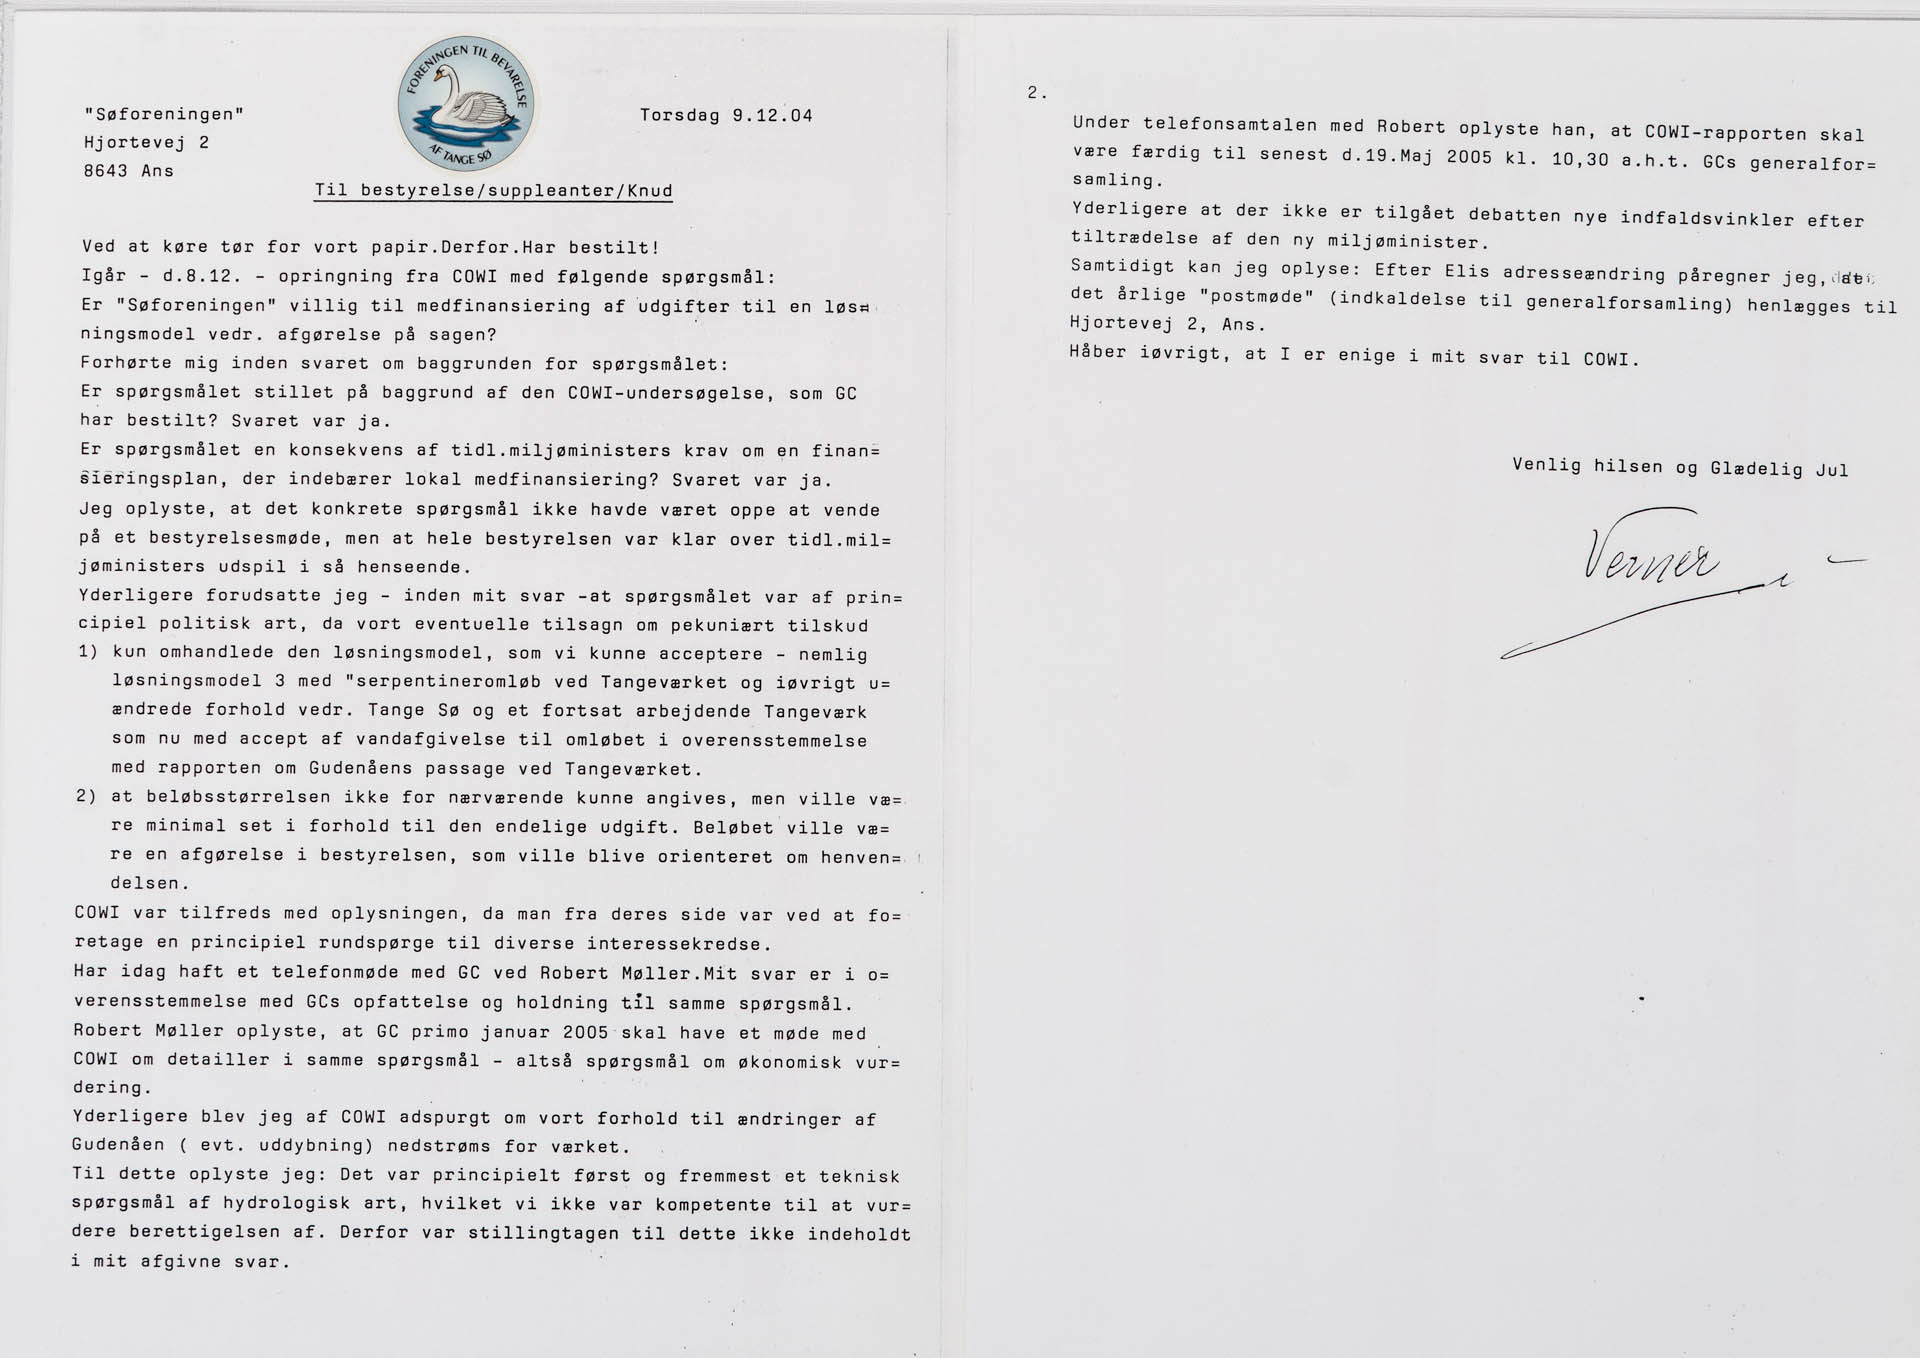 "Søforeningen"
Hjortevej 2
8643 Ans
FORENINGEN TIL BEVARELSE
AF TANGE SØ
Torsdag 9.12.04
Til bestyrelse/suppleanter/Knud
Ved at køre tør for vort papir.Derfor.Har bestilt!
Igår - d.8.12. - opringning fra COWI med følgende spørgsmål:
Er "Søforeningen" villig til medfinansiering af udgifter til en løs=
ningsmodel vedr. afgørelse på sagen?
Forhørte mig inden svaret om baggrunden for spørgsmålet:
Er spørgsmålet stillet på baggrund af den COWI-undersøgelse, som GC
har bestilt? Svaret var ja.
Er spørgsmålet en konsekvens af tidl.miljøministers krav om en finan=
sieringsplan, der indebærer lokal medfinansiering? Svaret var ja.
Jeg oplyste, at det konkrete spørgsmål ikke havde været oppe at vende
på et bestyrelsesmøde, men at hele bestyrelsen var klar over tidl.mil=
jøministers udspil i så henseende.
Yderligere forudsatte jeg - inden mit svar -at spørgsmålet var af prin=
cipiel politisk art, da vort eventuelle tilsagn om pekuniært tilskud
1) kun omhandlede den løsningsmodel, som vi kunne acceptere - nemlig
løsningsmodel 3 med "serpentineromløb ved Tangeværket og iøvrigt u=
ændrede forhold vedr. Tange Sø og et fortsat arbejdende Tangeværk
som nu med accept af vandafgivelse til omløbet i overensstemmelse
med rapporten om Gudenåens passage ved Tangeværket.
2) at beløbsstørrelsen ikke for nærværende kunne angives, men ville væ=
re minimal set i forhold til den endelige udgift. Beløbet ville væ=
re en afgørelse i bestyrelsen, som ville blive orienteret om henven=
delsen.
COWI var tilfreds med oplysningen, da man fra deres side var ved at fo=
retage en principiel rundspørge til diverse interessekredse.
Har idag haft et telefonmøde med GC ved Robert Møller.Mit svar er i o=
verensstemmelse med GCs opfattelse og holdning til samme spørgsmål.
Robert Møller oplyste, at GC primo januar 2005 skal have et møde med
COWI om detailler i samme spørgsmål - altså spørgsmål om økonomisk vur=
dering.
Yderligere blev jeg af COWI adspurgt om vort forhold til ændringer af
Gudenåen ( evt. uddybning) nedstrøms for værket.
Til dette oplyste jeg: Det var principielt først og fremmest et teknisk
spørgsmål af hydrologisk art, hvilket vi ikke var kompetente til at vur=
dere berettigelsen af. Derfor var stillingtagen til dette ikke indeholdt
i mit afgivne svar.
2.
Under telefonsamtalen med Robert oplyste han, at COWI-rapporten skal
være færdig til senest d.19.Maj 2005 kl. 10,30 a.h.t. GCs generalfor=
samling.
Yderligere at der ikke er tilgået debatten nye indfaldsvinkler efter
tiltrædelse af den ny miljøminister.
Samtidigt kan jeg oplyse: Efter Elis adresseændring påregner jeg,
det årlige "postmøde" (indkaldelse til generalforsamling) henlægges til
Hjortevej 2, Ans.
Håber iøvrigt, at I er enige i mit svar til COWI.
Venlig hilsen og Glædelig Jul
Verner